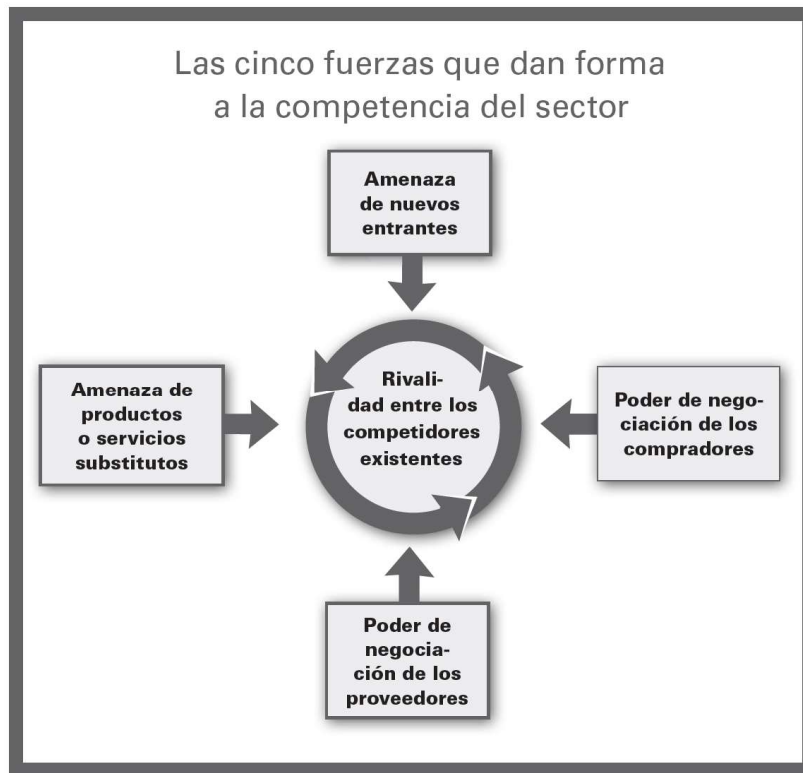 Las cinco fuerzas que dan forma
a la competencia del sector
Amenaza
de nuevos
entrantes
Amenaza de
productos
o servicios
substitutos
Rivali-
dad entre los
competidores
existentes
Poder de nego-
ciación de los
compradores
Poder de
negocia-
ción de los
proveedores